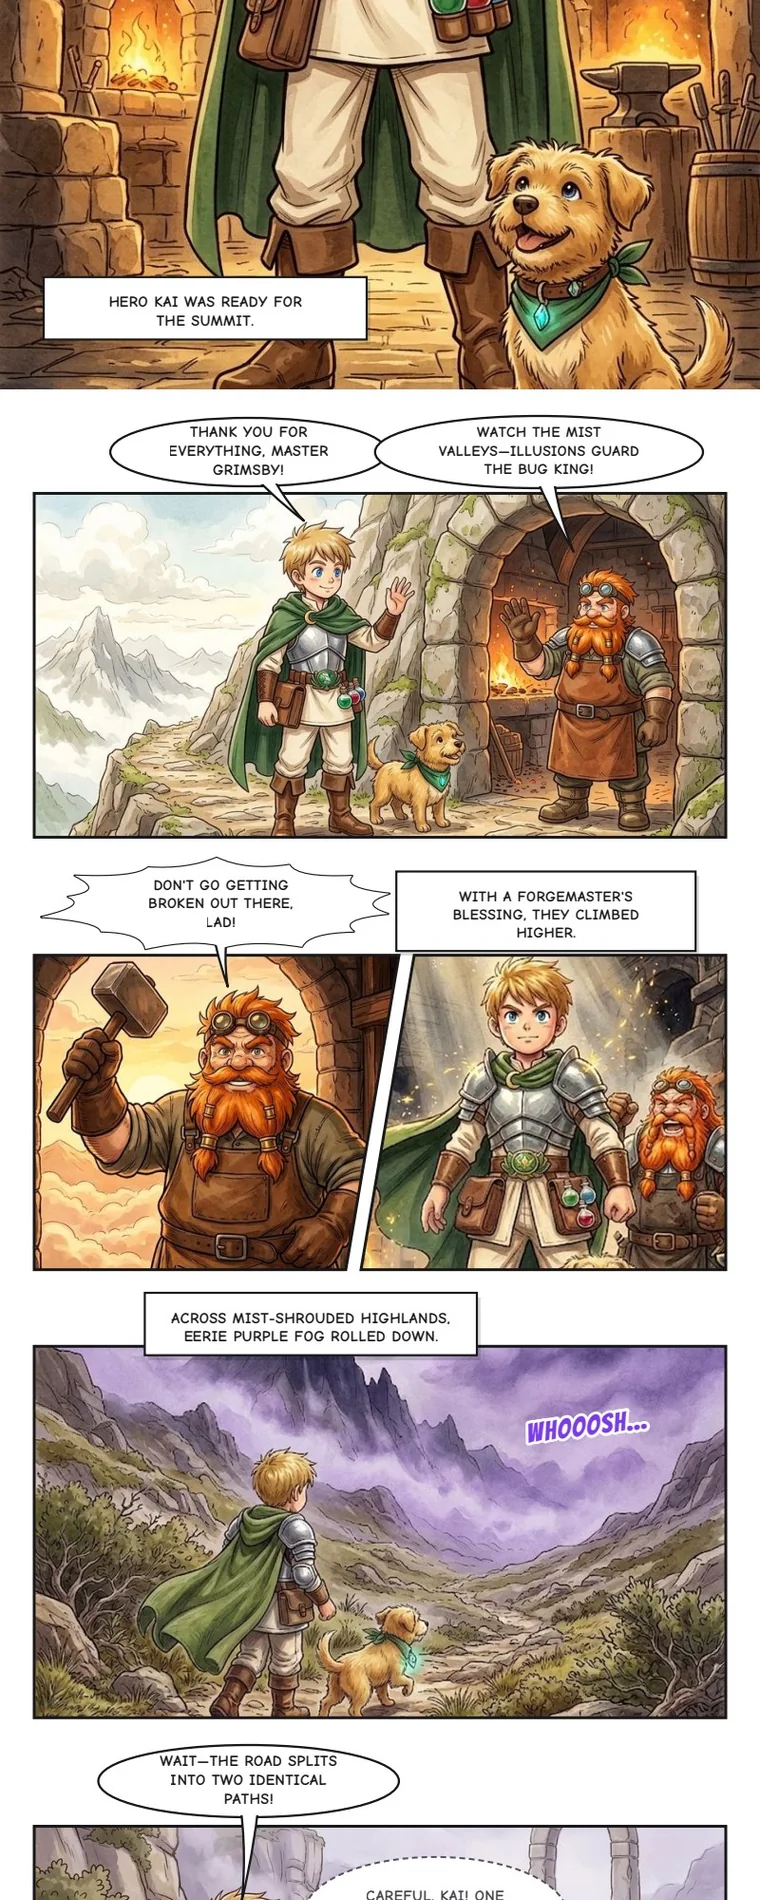 HERO KAI WAS READY FOR
THE SUMMIT.
THANK YOU FOR
EVERYTHING, MASTER
GRIMSBY!
WATCH THE MIST
VALLEYS—ILLUSIONS GUARD
THE BUG KING!
DON'T GO GETTING
BROKEN OUT THERE,
LAD!
WITH A FORGEMASTER'S
BLESSING, THEY CLIMBED
HIGHER.
ACROSS MIST-SHROUDED HIGHLANDS,
EERIE PURPLE FOG ROLLED DOWN.
WHOOOSH...
WAIT—THE ROAD SPLITS
INTO TWO IDENTICAL
PATHS!
CAREFUL, KAI! ONE